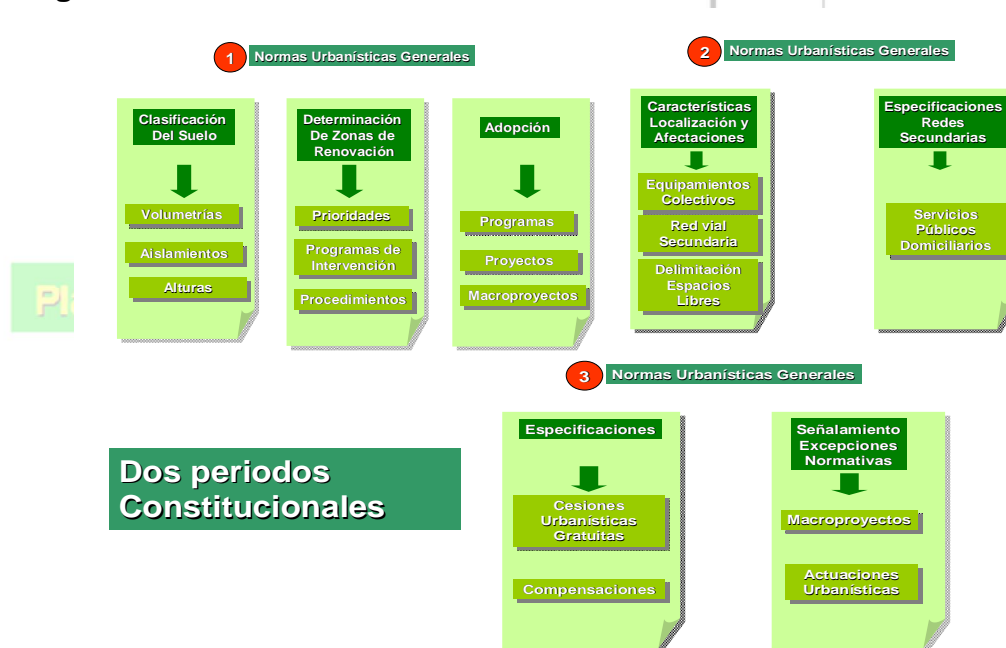 1
Normas Urbanísticas Generales
Clasificación
Del Suelo
Volumetrías
Aislamientos
Alturas
Determinación
De Zonas de
Renovación
Prioridades
Programas de
Intervención
Procedimientos
Adopción
Programas
Proyectos
Macroproyectos
2
Normas Urbanísticas Generales
Características
Localización y
Afectaciones
Equipamientos
Colectivos
Red vial
Secundaria
Delimitación
Espacios
Libres
Especificaciones
Redes
Secundarias
Servicios
Públicos
Domiciliarios
3
Normas Urbanísticas Generales
Especificaciones
Cesiones
Urbanísticas
Gratuitas
Compensaciones
Señalamiento
Excepciones
Normativas
Macroproyectos
Actuaciones
Urbanísticas
Dos periodos
Constitucionales